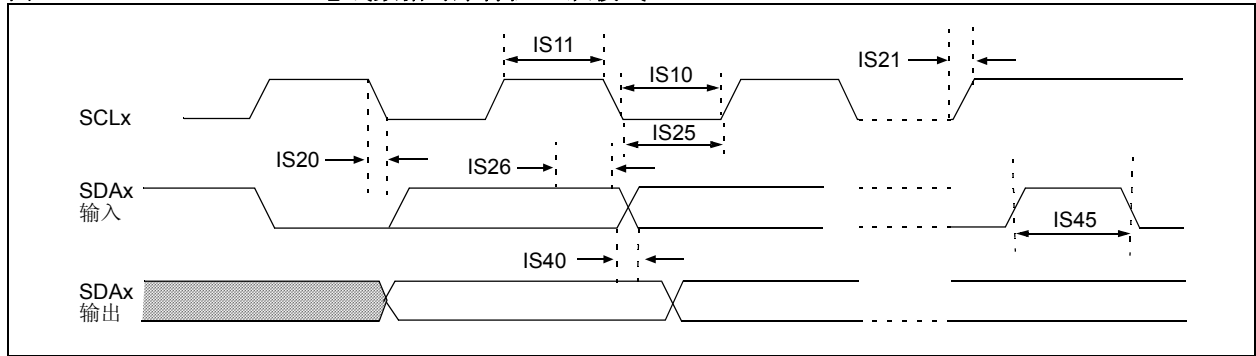 IS11
IS21
IS10
SCLx
IS25
IS20
IS26
SDAx
输入
IS45
IS40
SDAx
输出